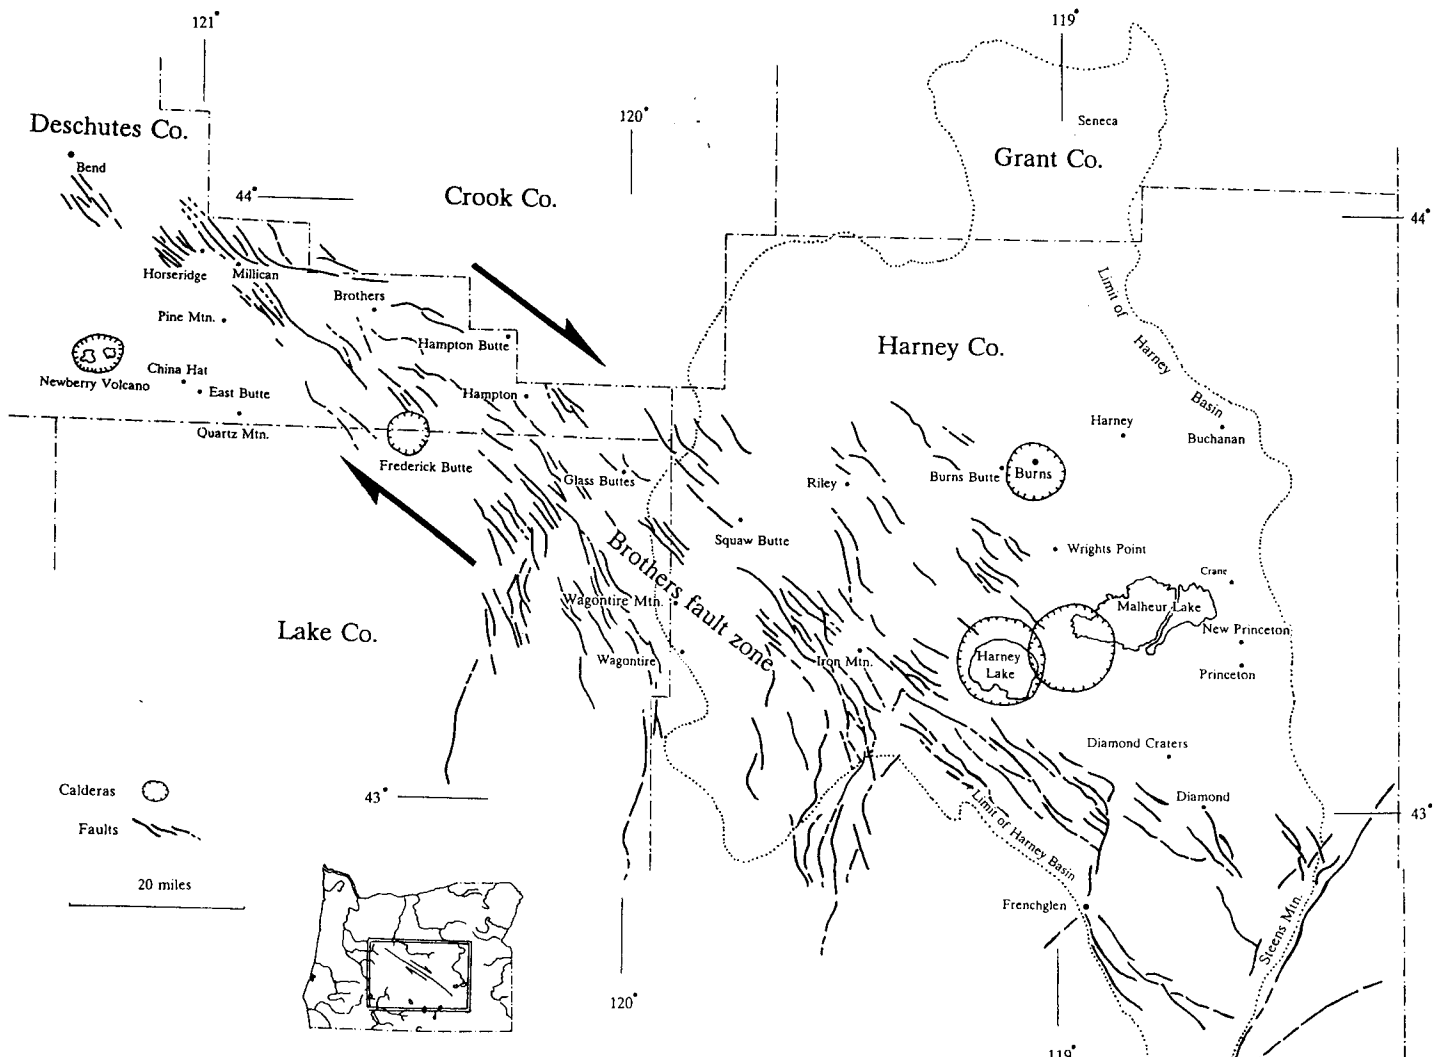 121°
119°
120°
Seneca
Deschutes Co.
Grant Co.
Bend
44°
Crook Co.
44°
Horseridge
Millican
Limit of
Harney
Basin
Brothers
Pine Mtn.
Hampton Butte
Harney Co.
China Hat
Newberry Volcano
East Butte
Hampton
Harney
Quartz Mtn.
Buchanan
Frederick Butte
Glass Buttes
Riley
Burns Butte
Burns
Squaw Butte
Wrights Point
Brothers fault zone
Crane
Wagontire Mtn.
Malheur Lake
Lake Co.
New Princeton
Wagontire
Iron Mtn.
Harney
Lake
Princeton
Diamond Craters
Calderas
43°
Diamond
Faults
Limit of Harney Basin
43°
20 miles
Frenchglen
Steens Mtn.
120°
119°